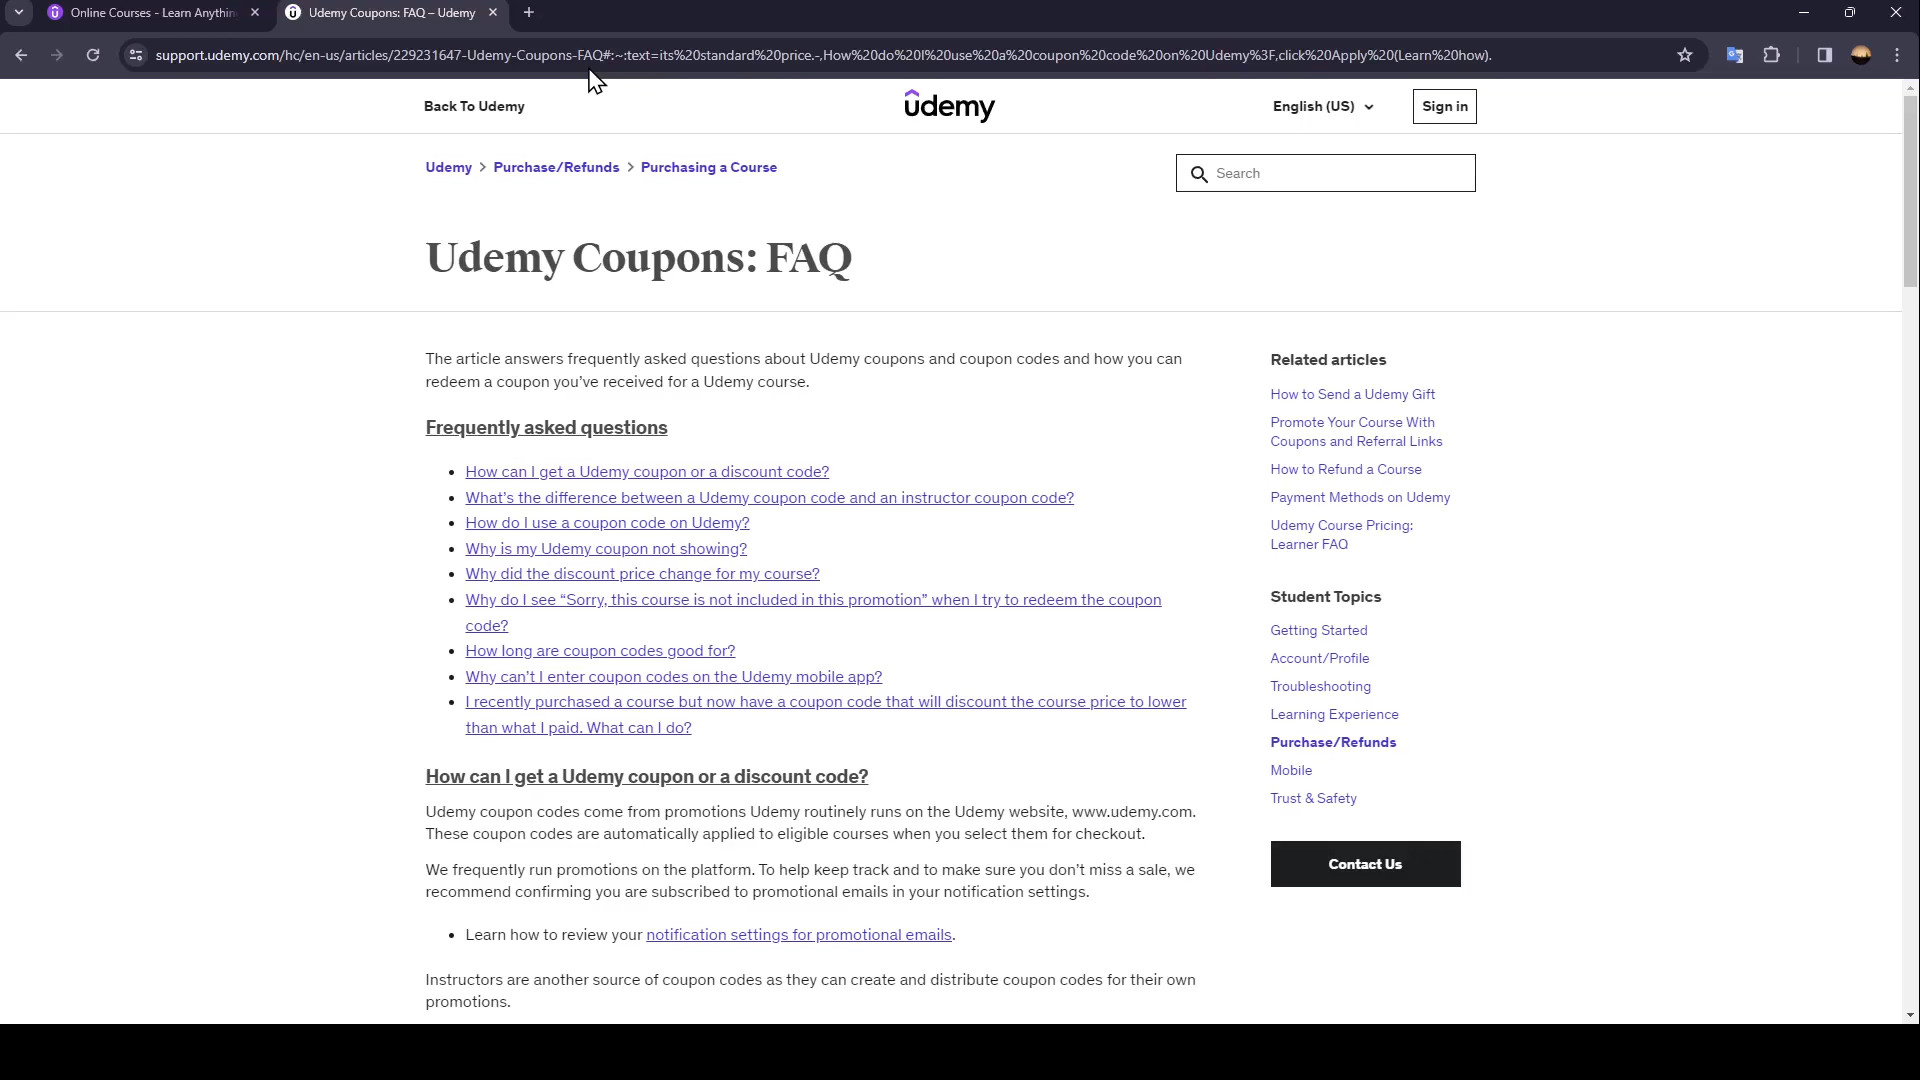 Online Courses - Learn Anythin
Udemy Coupons: FAQ – Udemy
support.udemy.com/hc/en-us/articles/229231647-Udemy-Coupons-FAQ#:~:text=its%20standard%20price.-,How%20do%20I%20use%20a%20coupon%20code%20on%20Udemy%3F,click%20Apply%20(Learn%20how).
Back To Udemy
udemy
English (US)
Sign in
Udemy > Purchase/Refunds > Purchasing a Course
Search
Udemy Coupons: FAQ
The article answers frequently asked questions about Udemy coupons and coupon codes and how you can
redeem a coupon you’ve received for a Udemy course.
Frequently asked questions
• How can I get a Udemy coupon or a discount code?
• What’s the difference between a Udemy coupon code and an instructor coupon code?
• How do I use a coupon code on Udemy?
• Why is my Udemy coupon not showing?
• Why did the discount price change for my course?
• Why do I see “Sorry, this course is not included in this promotion” when I try to redeem the coupon
code?
• How long are coupon codes good for?
• Why can’t I enter coupon codes on the Udemy mobile app?
• I recently purchased a course but now have a coupon code that will discount the course price to lower
than what I paid. What can I do?
How can I get a Udemy coupon or a discount code?
Udemy coupon codes come from promotions Udemy routinely runs on the Udemy website, www.udemy.com.
These coupon codes are automatically applied to eligible courses when you select them for checkout.
We frequently run promotions on the platform. To help keep track and to make sure you don’t miss a sale, we
recommend confirming you are subscribed to promotional emails in your notification settings.
• Learn how to review your notification settings for promotional emails.
Instructors are another source of coupon codes as they can create and distribute coupon codes for their own
promotions.
Related articles
How to Send a Udemy Gift
Promote Your Course With
Coupons and Referral Links
How to Refund a Course
Payment Methods on Udemy
Udemy Course Pricing:
Learner FAQ
Student Topics
Getting Started
Account/Profile
Troubleshooting
Learning Experience
Purchase/Refunds
Mobile
Trust & Safety
Contact Us